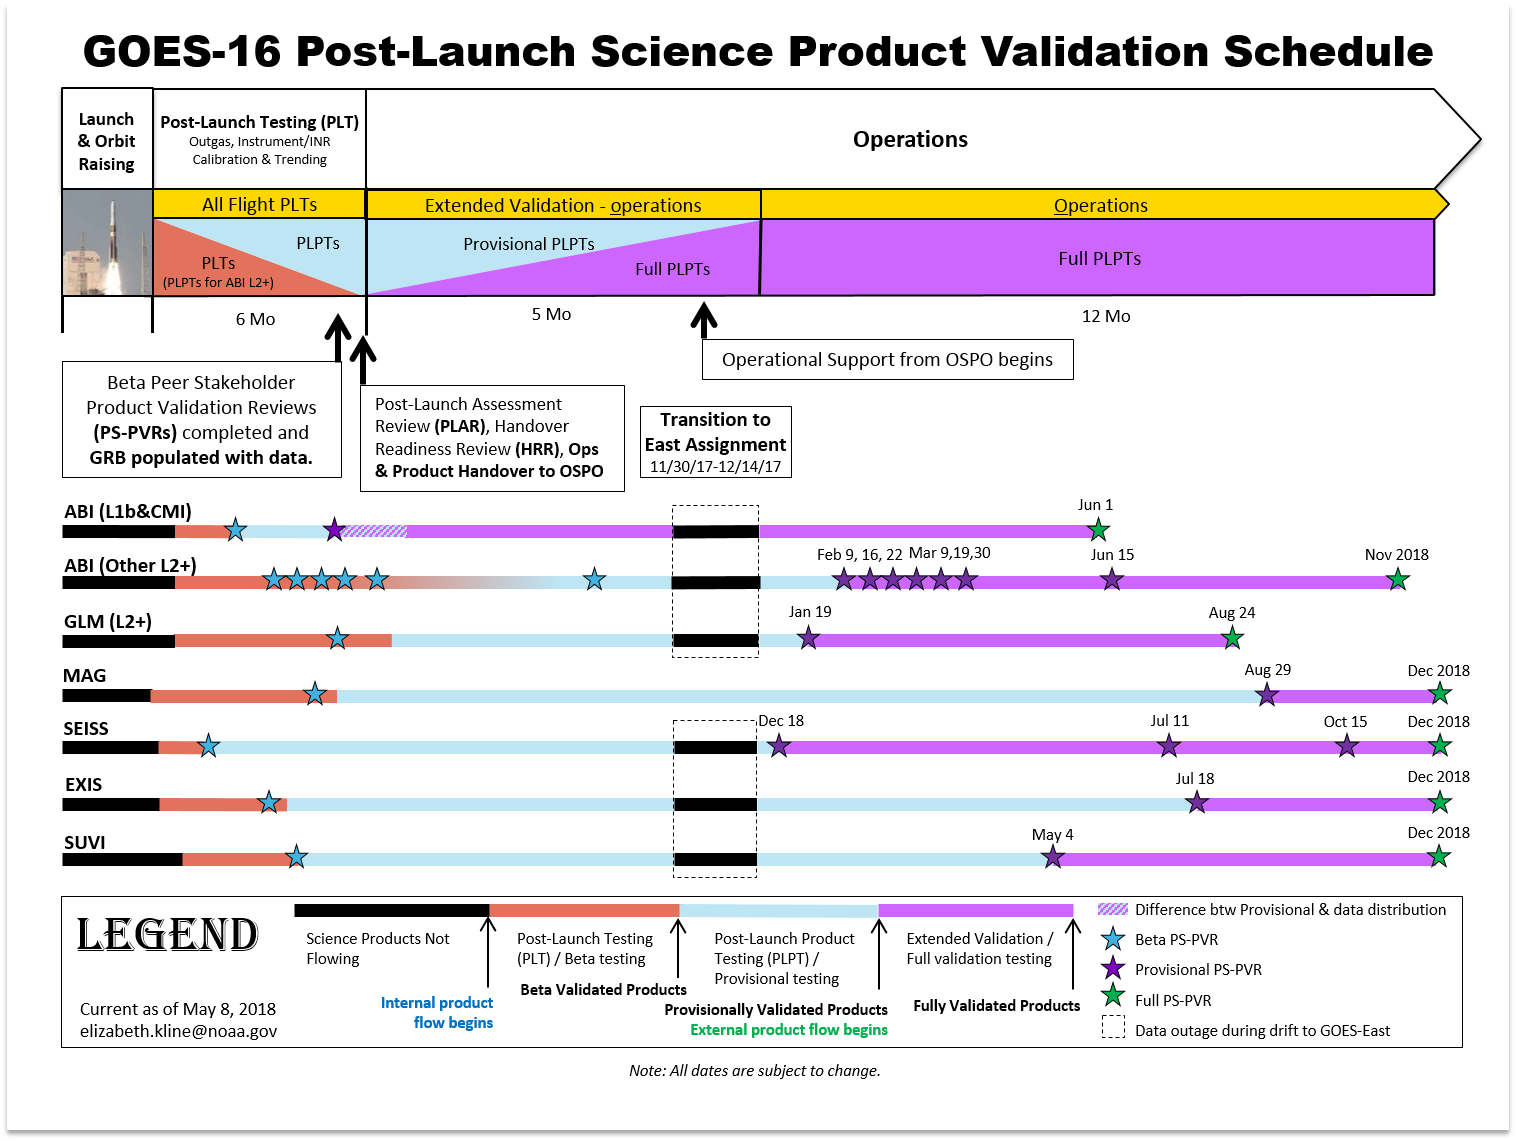 GOES-16 Post-Launch Science Product Validation Schedule
Launch
& Orbit
Raising
Post-Launch Testing (PLT)
Outgas, Instrument/INR
Calibration & Trending
Operations
All Flight PLTs
Extended Validation - operations
Operations
PLPTs
PLTs
(PLPTs for ABI L2+)
Provisional PLPTs
Full PLPTs
Full PLPTs
6 Mo
5 Mo
12 Mo
Beta Peer Stakeholder
Product Validation Reviews
(PS-PVRs) completed and
GRB populated with data.
Post-Launch Assessment
Review (PLAR), Handover
Readiness Review (HRR), Ops
& Product Handover to OSPO
Operational Support from OSPO begins
Transition to
East Assignment
11/30/17-12/14/17
ABI (L1b&CMI)
Jun 1
ABI (Other L2+)
Feb 9, 16, 22
Mar 9,19,30
Jun 15
Nov 2018
GLM (L2+)
Jan 19
Aug 24
MAG
Aug 29
Dec 2018
SEISS
Dec 18
Jul 11
Oct 15
Dec 2018
EXIS
Jul 18
Dec 2018
SUVI
May 4
Dec 2018
LEGEND
Current as of May 8, 2018
elizabeth.kline@noaa.gov
Science Products Not
Flowing
Internal product
flow begins
Post-Launch Testing
(PLT) / Beta testing
Beta Validated Products
Post-Launch Product
Testing (PLPT) /
Provisional testing
Provisionally Validated Products
External product flow begins
Extended Validation /
Full validation testing
Fully Validated Products
Difference btw Provisional & data distribution
Beta PS-PVR
Provisional PS-PVR
Full PS-PVR
Data outage during drift to GOES-East
Note: All dates are subject to change.